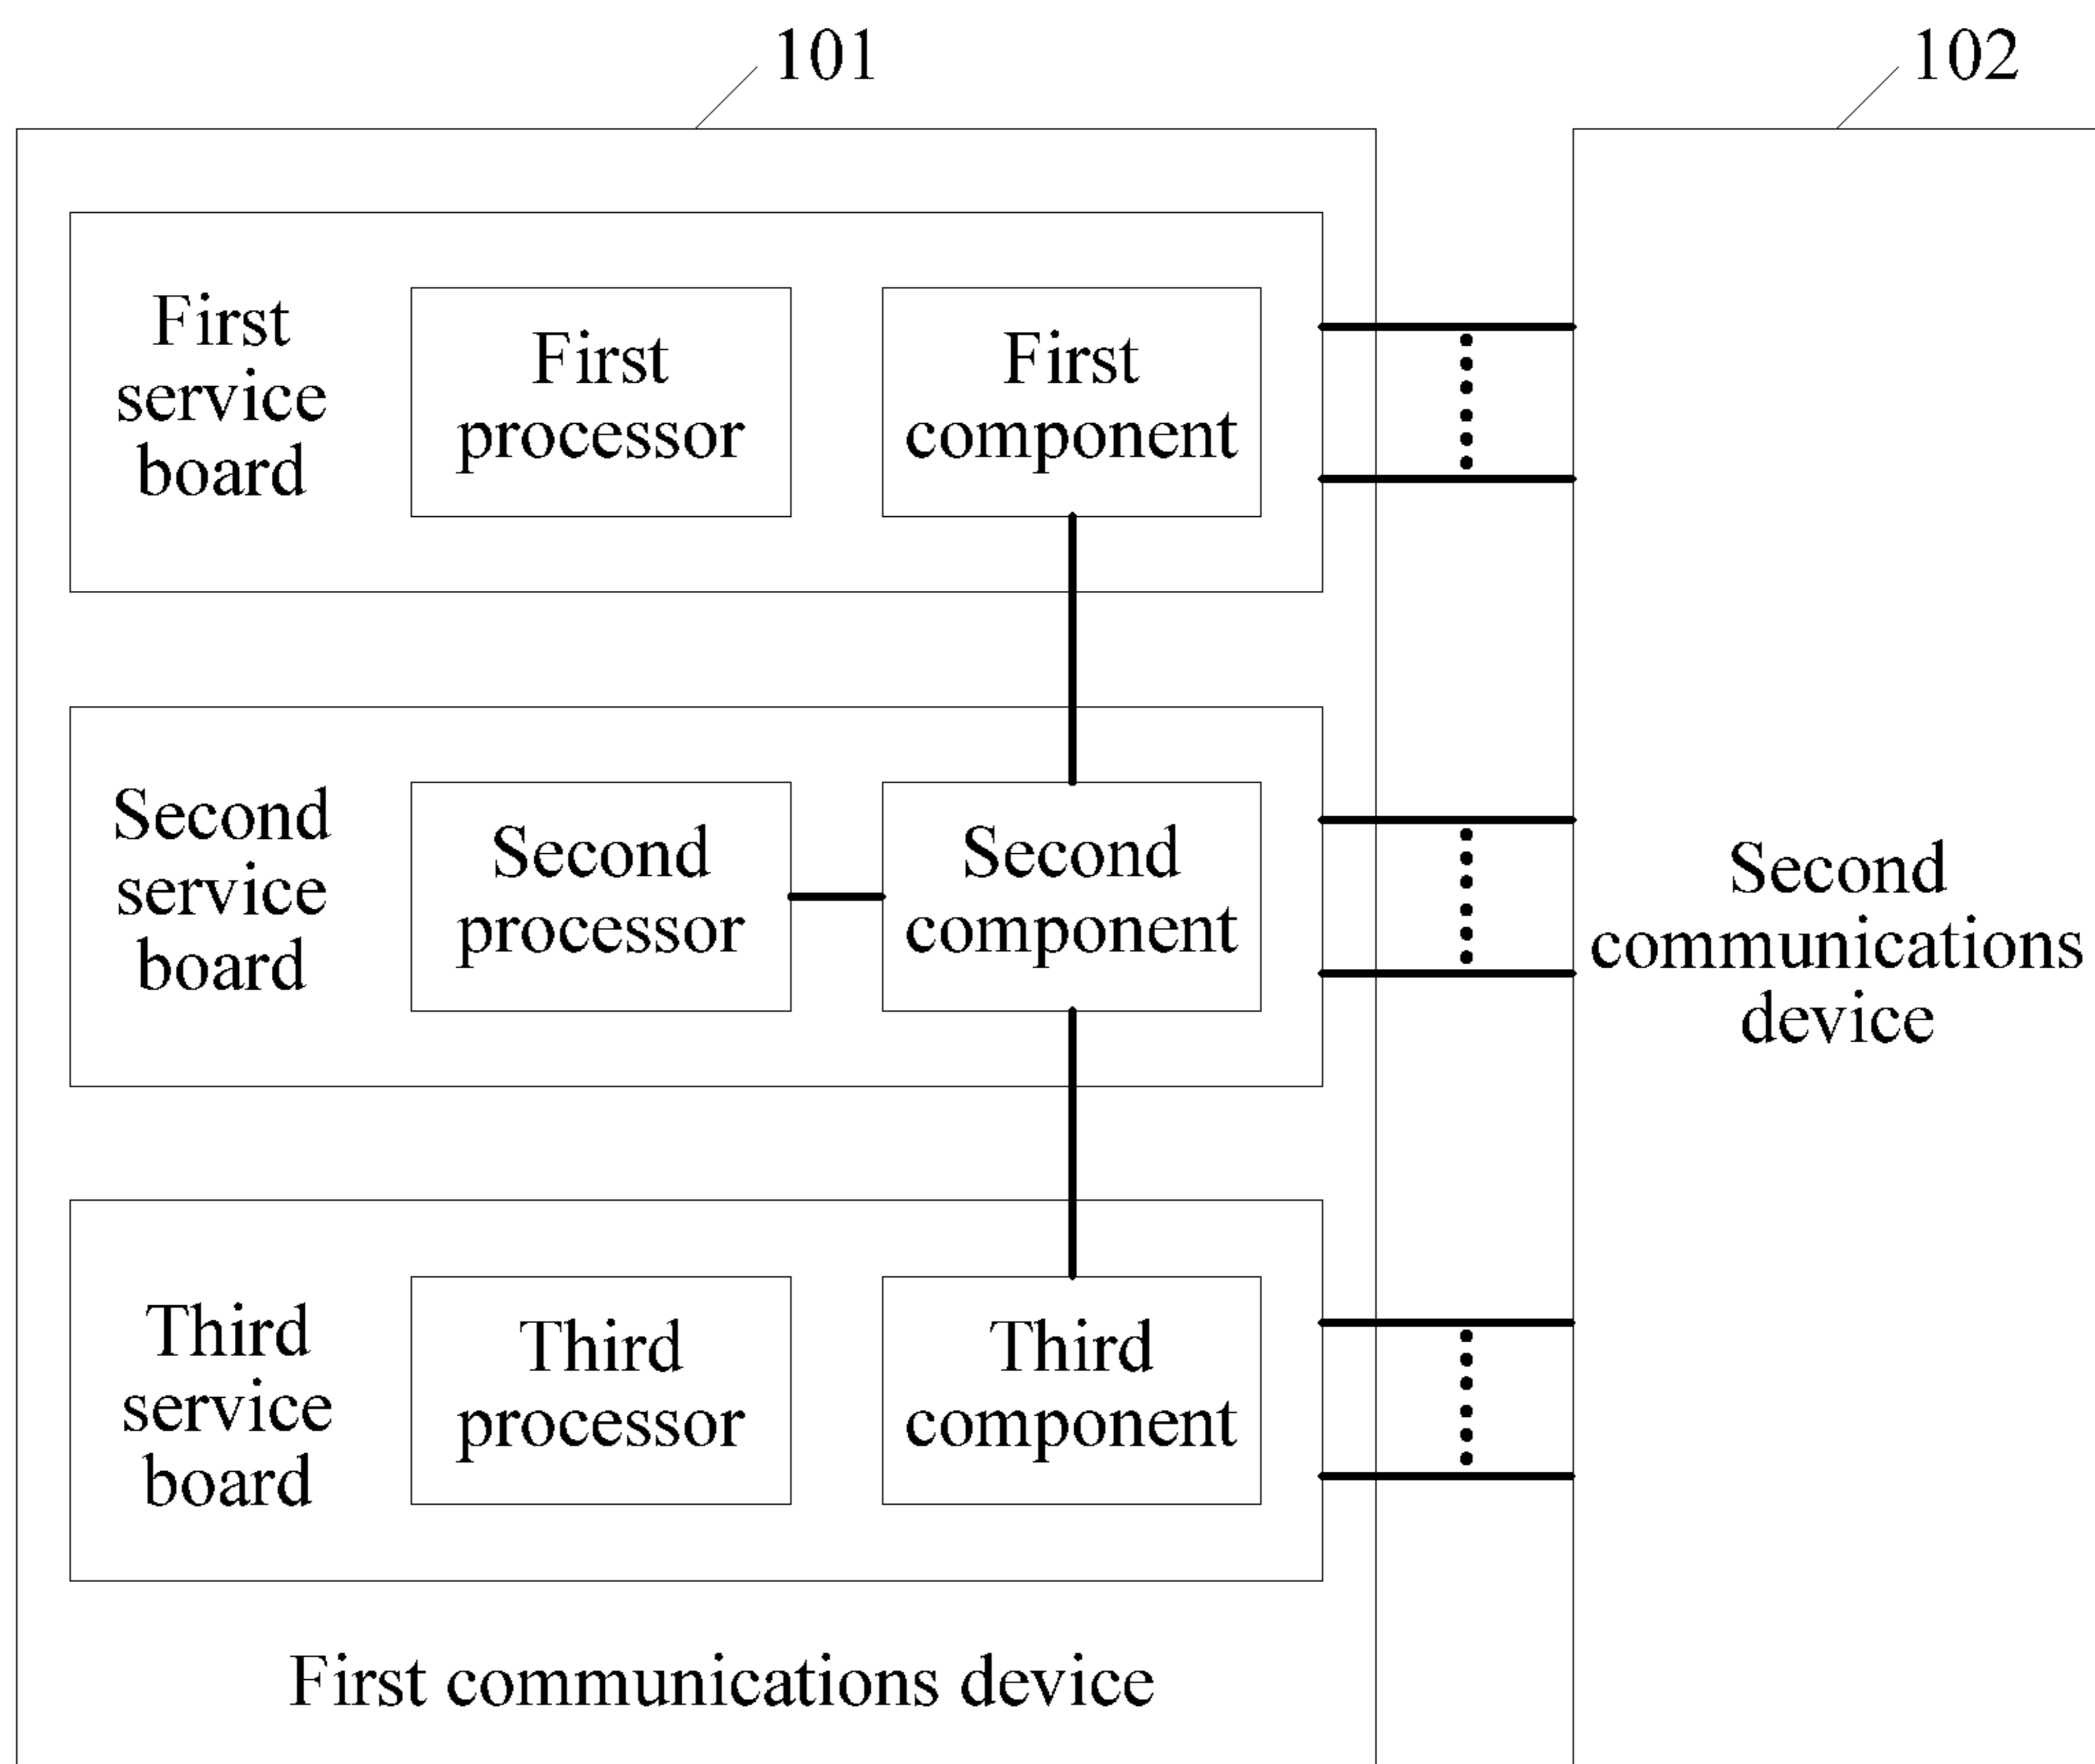 101
102
First
service
board
First
processor
First
component
Second
service
board
Second
processor
Second
component
Second
communications
device
Third
service
board
Third
processor
Third
component
First communications device